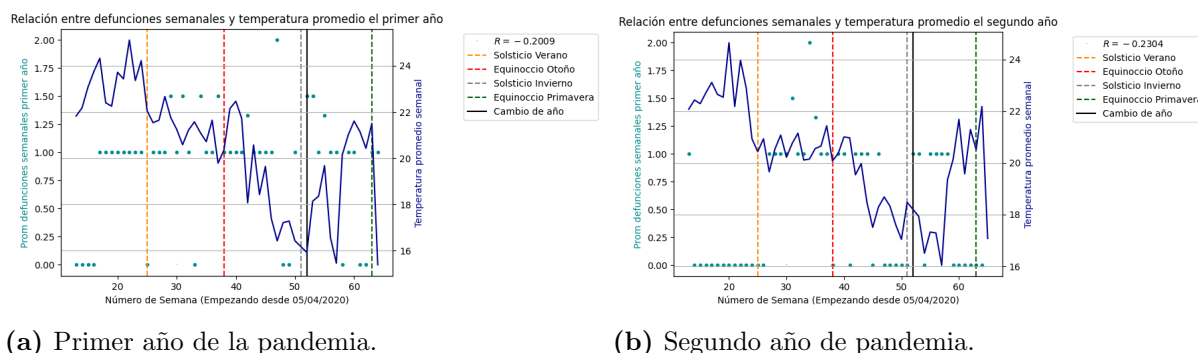 Relación entre defunciones semanales y temperatura promedio el primer año
Prom defunciones semanales primer año
2.00
1.75
1.50
1.25
1.00
0.75
0.50
0.25
0.00
20
30
40
50
60
Número de Semana (Empezando desde 05/04/2020)
24
22
20
18
16
Temperatura promedio semanal
R = −0.2009
Solsticio Verano
Equinoccio Otoño
Solsticio Invierno
Equinoccio Primavera
Cambio de año
(a) Primer año de la pandemia.
Relación entre defunciones semanales y temperatura promedio el segundo año
Prom defunciones semanales segundo año
2.00
1.75
1.50
1.25
1.00
0.75
0.50
0.25
0.00
20
30
40
50
60
Número de Semana (Empezando desde 05/04/2020)
24
22
20
18
16
Temperatura promedio semanal
R = −0.2304
Solsticio Verano
Equinoccio Otoño
Solsticio Invierno
Equinoccio Primavera
Cambio de año
(b) Segundo año de pandemia.